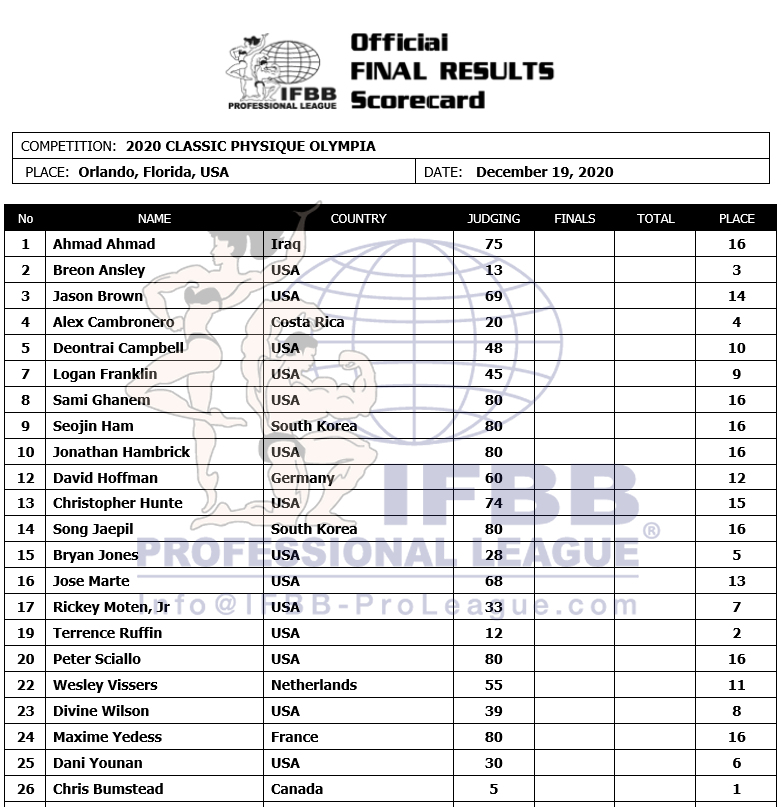 Official
FINAL RESULTS
Scorecard
IFBB
PROFESSIONAL LEAGUE
COMPETITION: 2020 CLASSIC PHYSIQUE OLYMPIA
PLACE: Orlando, Florida, USA DATE: December 19, 2020
No NAME COUNTRY JUDGING FINALS TOTAL PLACE
1 Ahmad Ahmad Iraq 75 16
2 Breon Ansley USA 13 3
3 Jason Brown USA 69 14
4 Alex Cambronero Costa Rica 20 4
5 Deontrai Campbell USA 48 10
7 Logan Franklin USA 45 9
8 Sami Ghanem USA 80 16
9 Seojin Ham South Korea 80 16
10 Jonathan Hambrick USA 80 16
12 David Hoffman Germany 60 12
13 Christopher Hunte USA 74 15
14 Song Jaepil South Korea 80 16
15 Bryan Jones USA 28 5
16 Jose Marte USA 68 13
17 Rickey Moten, Jr USA 33 7
19 Terrence Ruffin USA 12 2
20 Peter Sciallo USA 80 16
22 Wesley Vissers Netherlands 55 11
23 Divine Wilson USA 39 8
24 Maxime Yedess France 80 16
25 Dani Younan USA 30 6
26 Chris Bumstead Canada 5 1
IFBB
PROFESSIONAL LEAGUE®
Info@IFBB-ProLeague.com